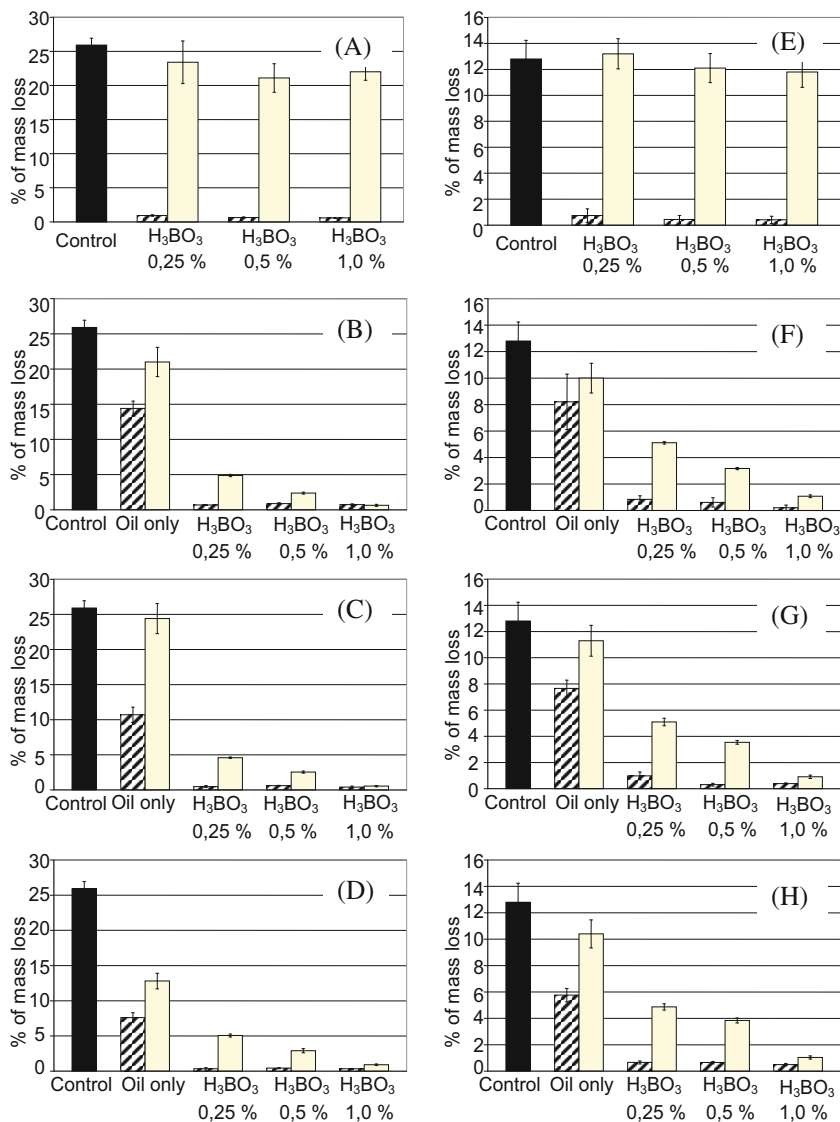 % of mass loss
30
25
20
15
10
5
0
(A)
Control
H₃BO₃ H₃BO₃ H₃BO₃
0,25 % 0,5 % 1,0 %
% of mass loss
16
14
12
10
8
6
4
2
0
(E)
Control
H₃BO₃ H₃BO₃ H₃BO₃
0,25 % 0,5 % 1,0 %
% of mass loss
30
25
20
15
10
5
0
(B)
Control Oil only H₃BO₃ H₃BO₃ H₃BO₃
0,25 % 0,5 % 1,0 %
% of mass loss
16
14
12
10
8
6
4
2
0
(F)
Control Oil only H₃BO₃ H₃BO₃ H₃BO₃
0,25 % 0,5 % 1,0 %
% of mass loss
30
25
20
15
10
5
0
(C)
Control Oil only H₃BO₃ H₃BO₃ H₃BO₃
0,25 % 0,5 % 1,0 %
% of mass loss
16
14
12
10
8
6
4
2
0
(G)
Control Oil only H₃BO₃ H₃BO₃ H₃BO₃
0,25 % 0,5 % 1,0 %
% of mass loss
30
25
20
15
10
5
0
(D)
Control Oil only H₃BO₃ H₃BO₃ H₃BO₃
0,25 % 0,5 % 1,0 %
% of mass loss
16
14
12
10
8
6
4
2
0
(H)
Control Oil only H₃BO₃ H₃BO₃ H₃BO₃
0,25 % 0,5 % 1,0 %